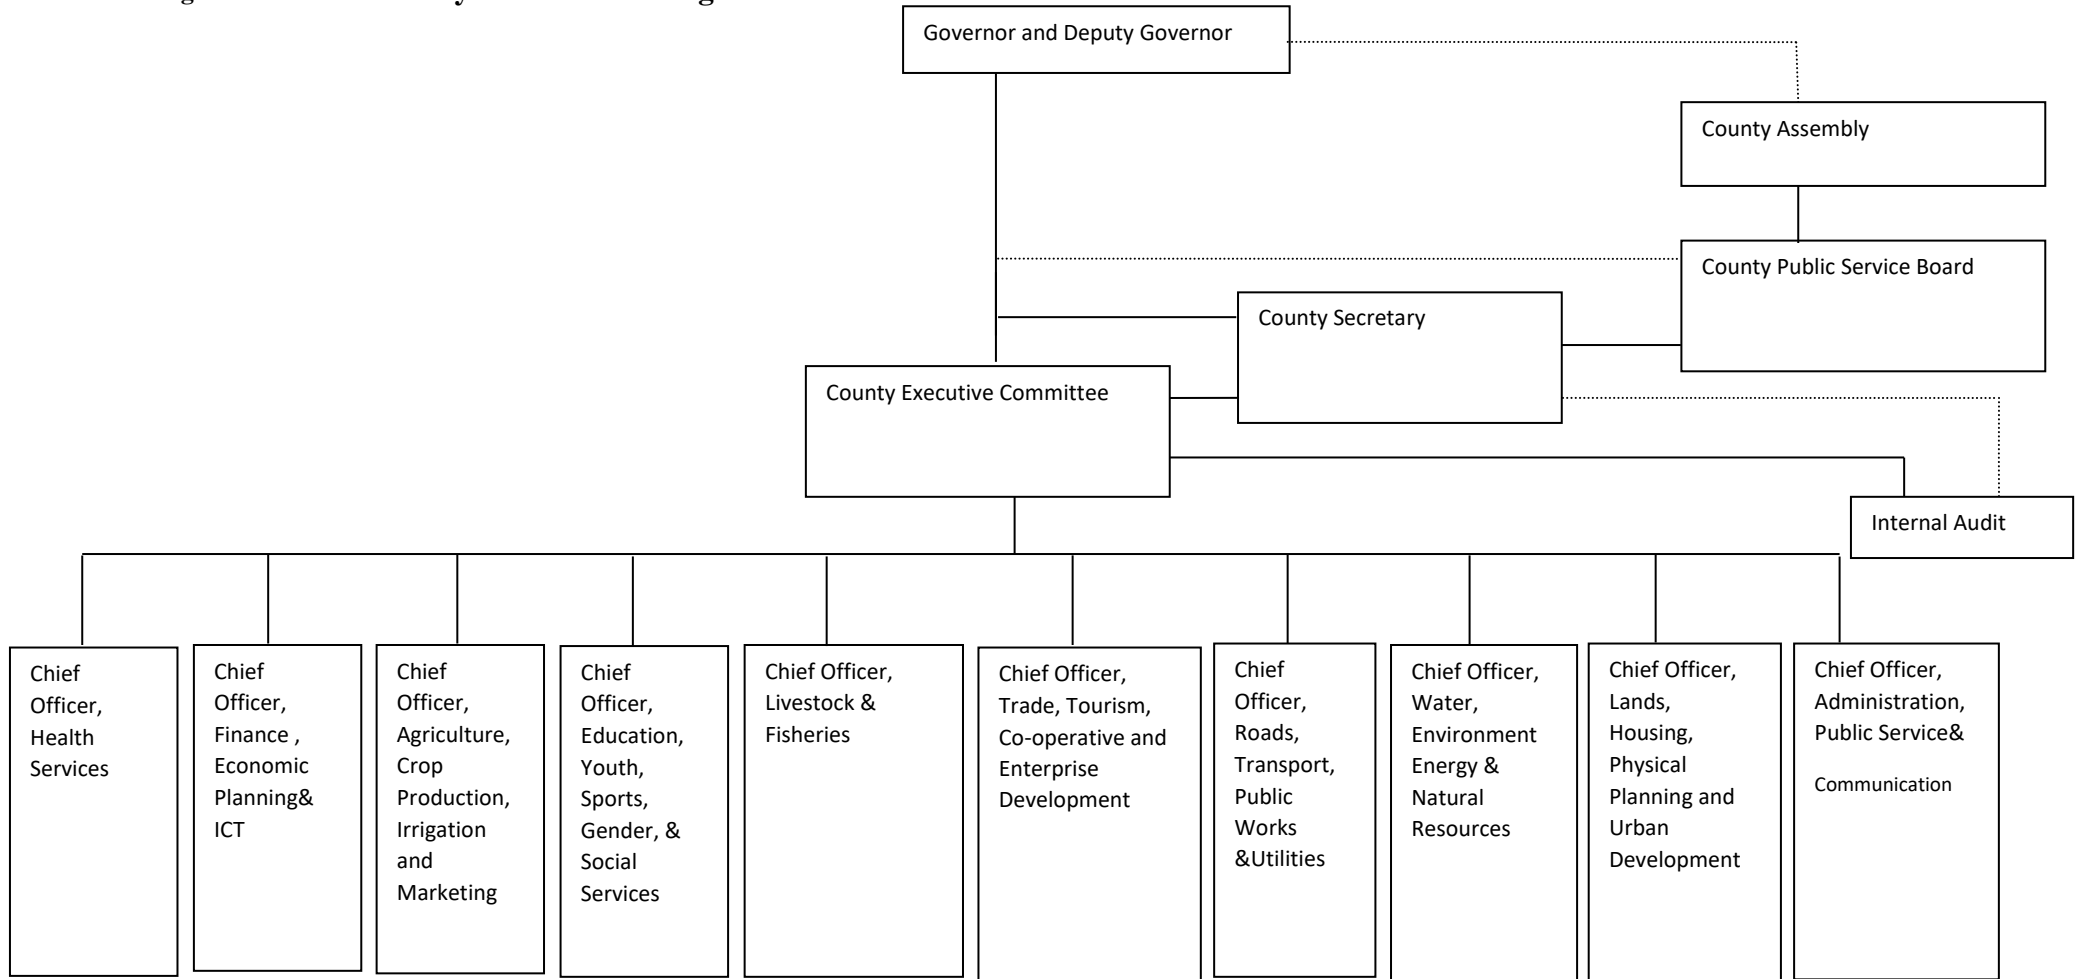 Governor and Deputy Governor
County Assembly
County Public Service Board
County Secretary
County Executive Committee
Internal Audit
Chief
Officer,
Health
Services
Chief
Officer,
Finance ,
Economic
Planning&
ICT
Chief
Officer,
Agriculture,
Crop
Production,
Irrigation
and
Marketing
Chief
Officer,
Education,
Youth,
Sports,
Gender, &
Social
Services
Chief Officer,
Livestock &
Fisheries
Chief Officer,
Trade, Tourism,
Co-operative and
Enterprise
Development
Chief
Officer,
Roads,
Transport,
Public
Works
&Utilities
Chief Officer,
Water,
Environment
Energy &
Natural
Resources
Chief Officer,
Lands,
Housing,
Physical
Planning and
Urban
Development
Chief Officer,
Administration,
Public Service&
Communication